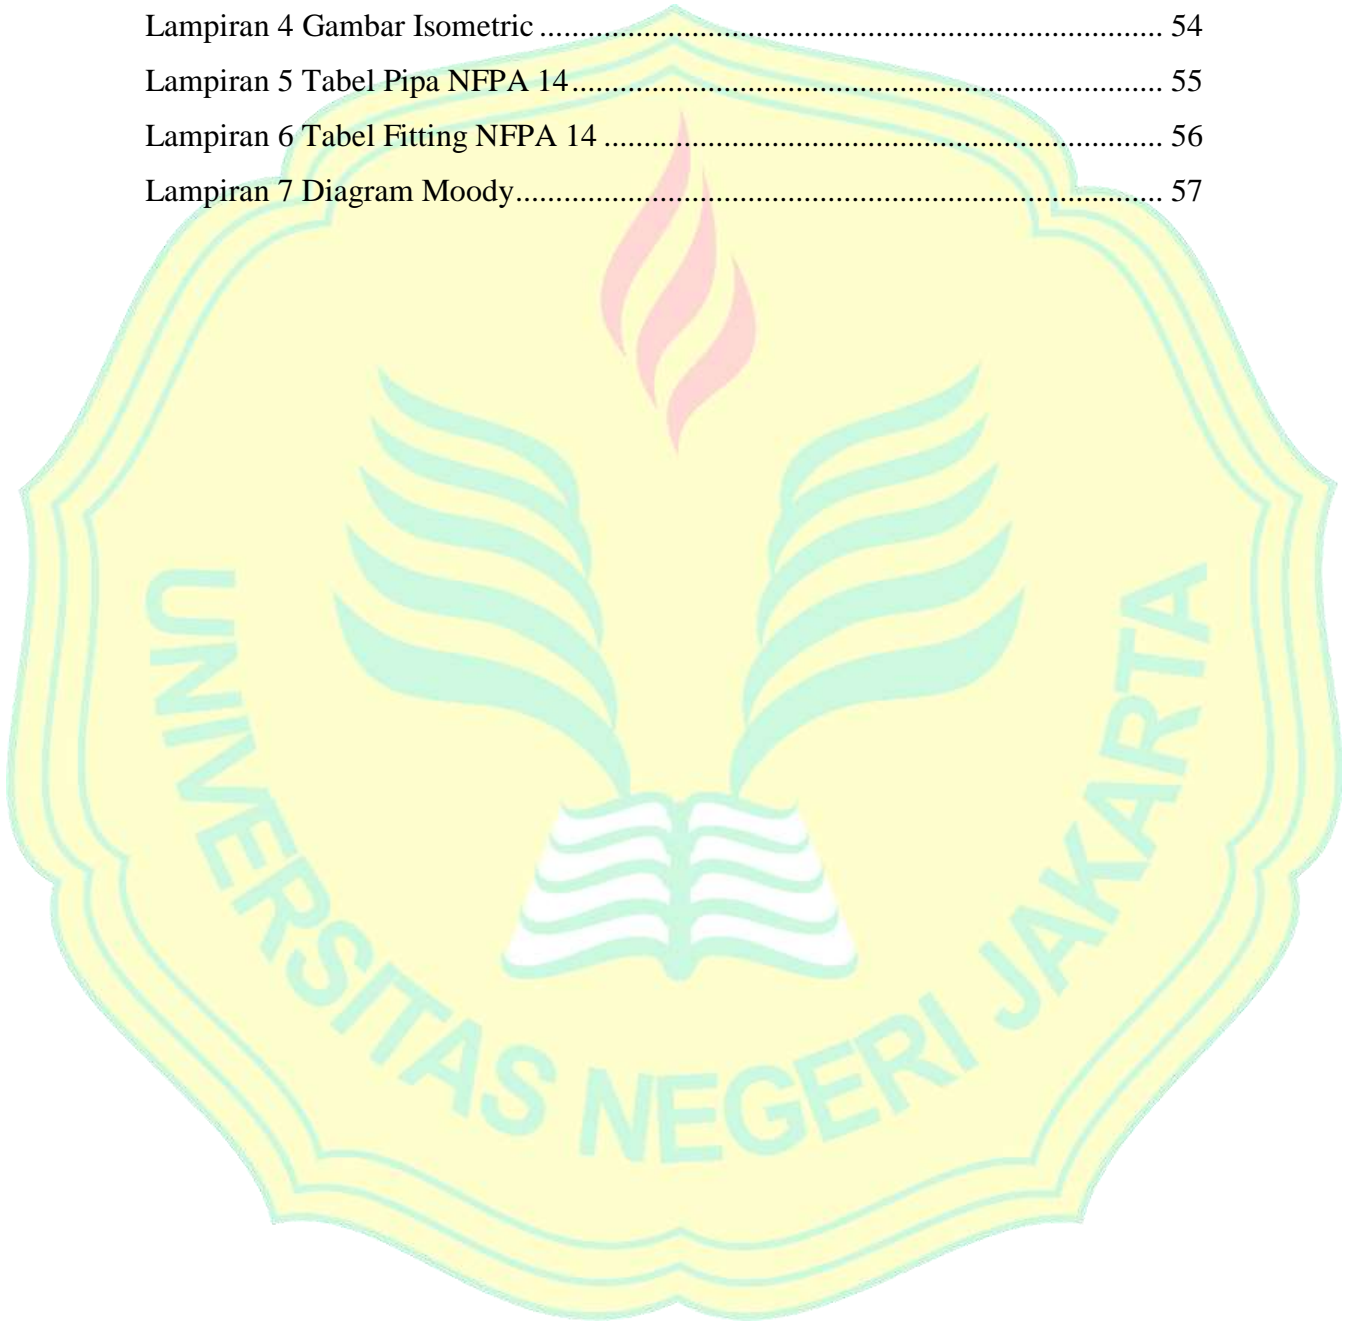 Lampiran 4 Gambar Isometric .............................................................................. 54
Lampiran 5 Tabel Pipa NFPA 14.......................................................................... 55
Lampiran 6 Tabel Fitting NFPA 14 ...................................................................... 56
Lampiran 7 Diagram Moody................................................................................. 57
UNIVERSITAS NEGERI JAKARTA